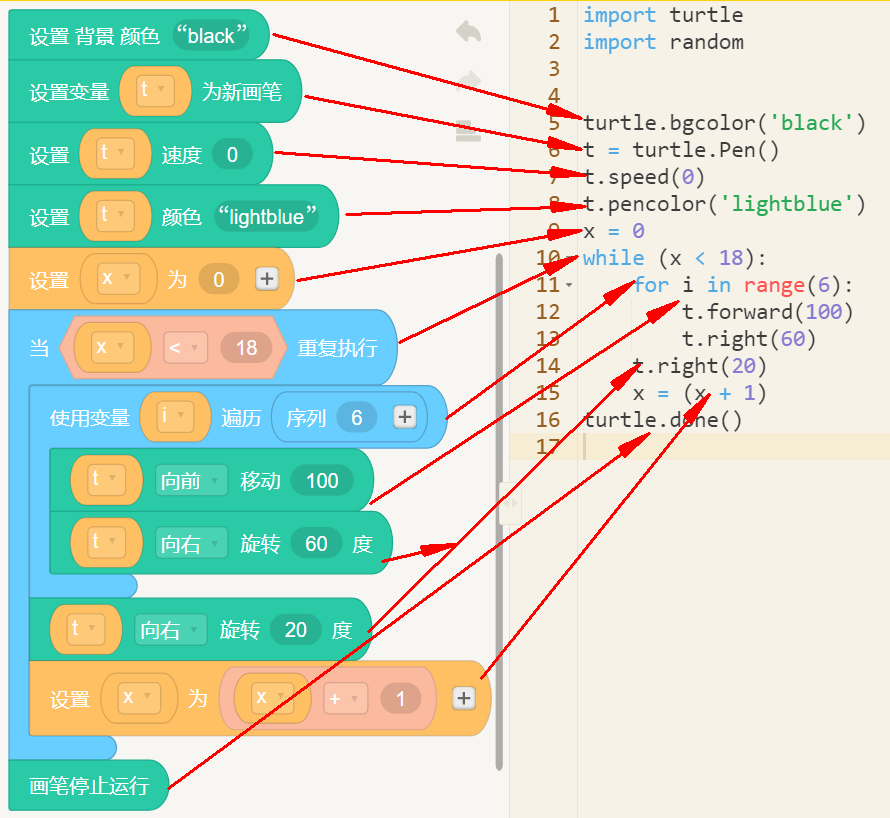 设置 背景 颜色 “black”
设置变量 t 为新画笔
设置 t 速度 0
设置 t 颜色 “lightblue”
设置 x 为 0 +
当 x < 18 重复执行
使用变量 i 遍历 序列 6 +
t 向前 移动 100
t 向右 旋转 60 度
t 向右 旋转 20 度
设置 x 为 x + 1 +
画笔停止运行
1 import turtle
2 import random
3
4
5 turtle.bgcolor('black')
6 t = turtle.Pen()
7 t.speed(0)
8 t.pencolor('lightblue')
9 x = 0
10 while (x < 18):
11 for i in range(6):
12 t.forward(100)
13 t.right(60)
14 t.right(20)
15 x = (x + 1)
16 turtle.done()
17